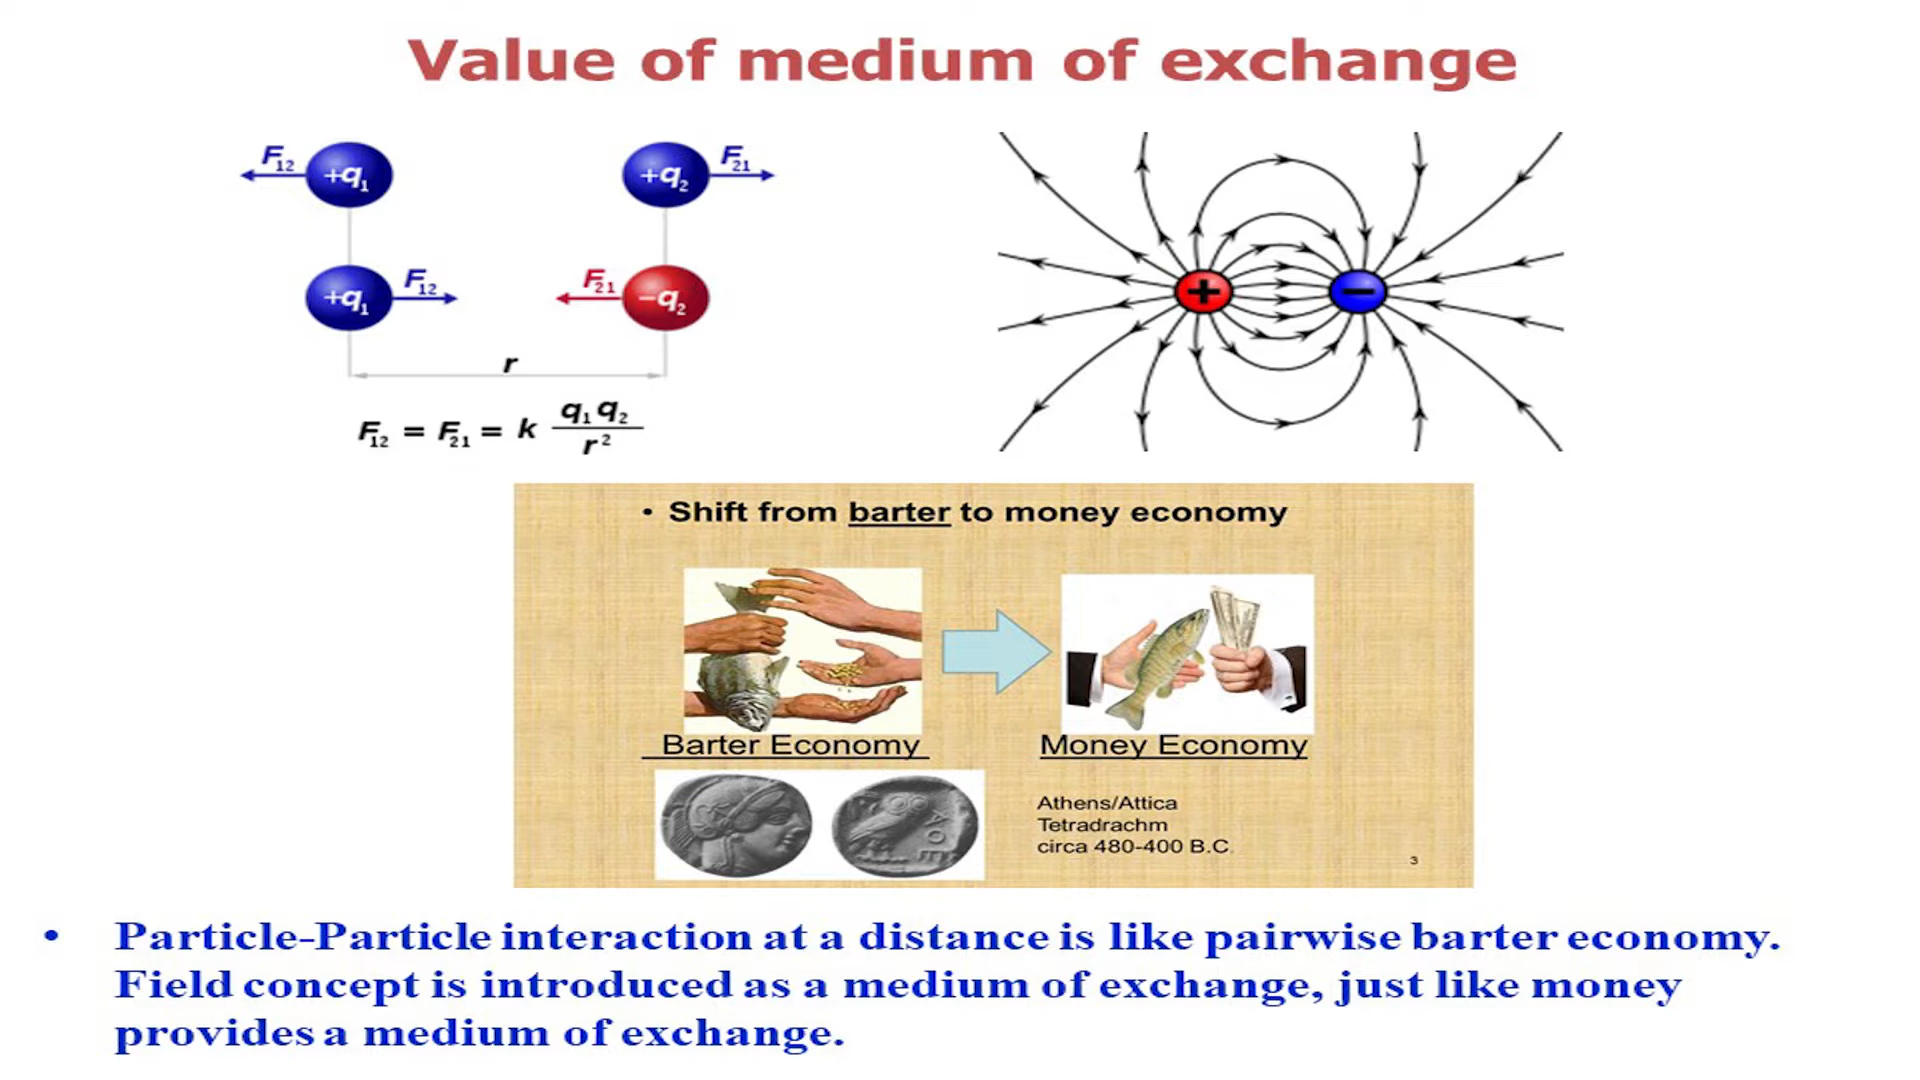 Value of medium of exchange
F12 +q1 +q2 F21
+q1 F12 F21 −q2
r
F12 = F21 = k q1 q2 / r2
+ −
• Shift from barter to money economy
Barter Economy Money Economy
Athens/Attica
Tetradrachm
circa 480-400 B.C.
3
ΑΘΕ
• Particle-Particle interaction at a distance is like pairwise barter economy.
Field concept is introduced as a medium of exchange, just like money
provides a medium of exchange.